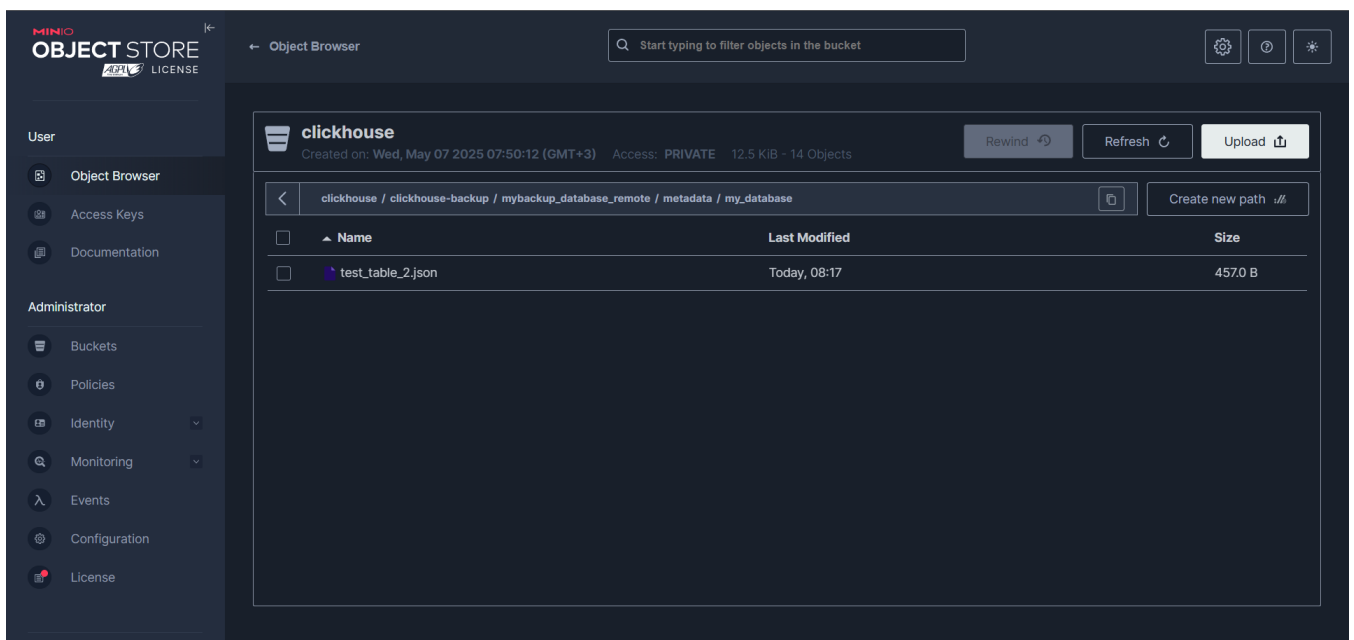 MINIO
OBJECT STORE
AGPLv3 LICENSE
← Object Browser
Start typing to filter objects in the bucket
User
Object Browser
Access Keys
Documentation
Administrator
Buckets
Policies
Identity
Monitoring
Events
Configuration
License
clickhouse
Created on: Wed, May 07 2025 07:50:12 (GMT+3) Access: PRIVATE 12.5 KiB - 14 Objects
Rewind
Refresh
Upload
clickhouse / clickhouse-backup / mybackup_database_remote / metadata / my_database
Create new path
Name Last Modified Size
test_table_2.json Today, 08:17 457.0 B